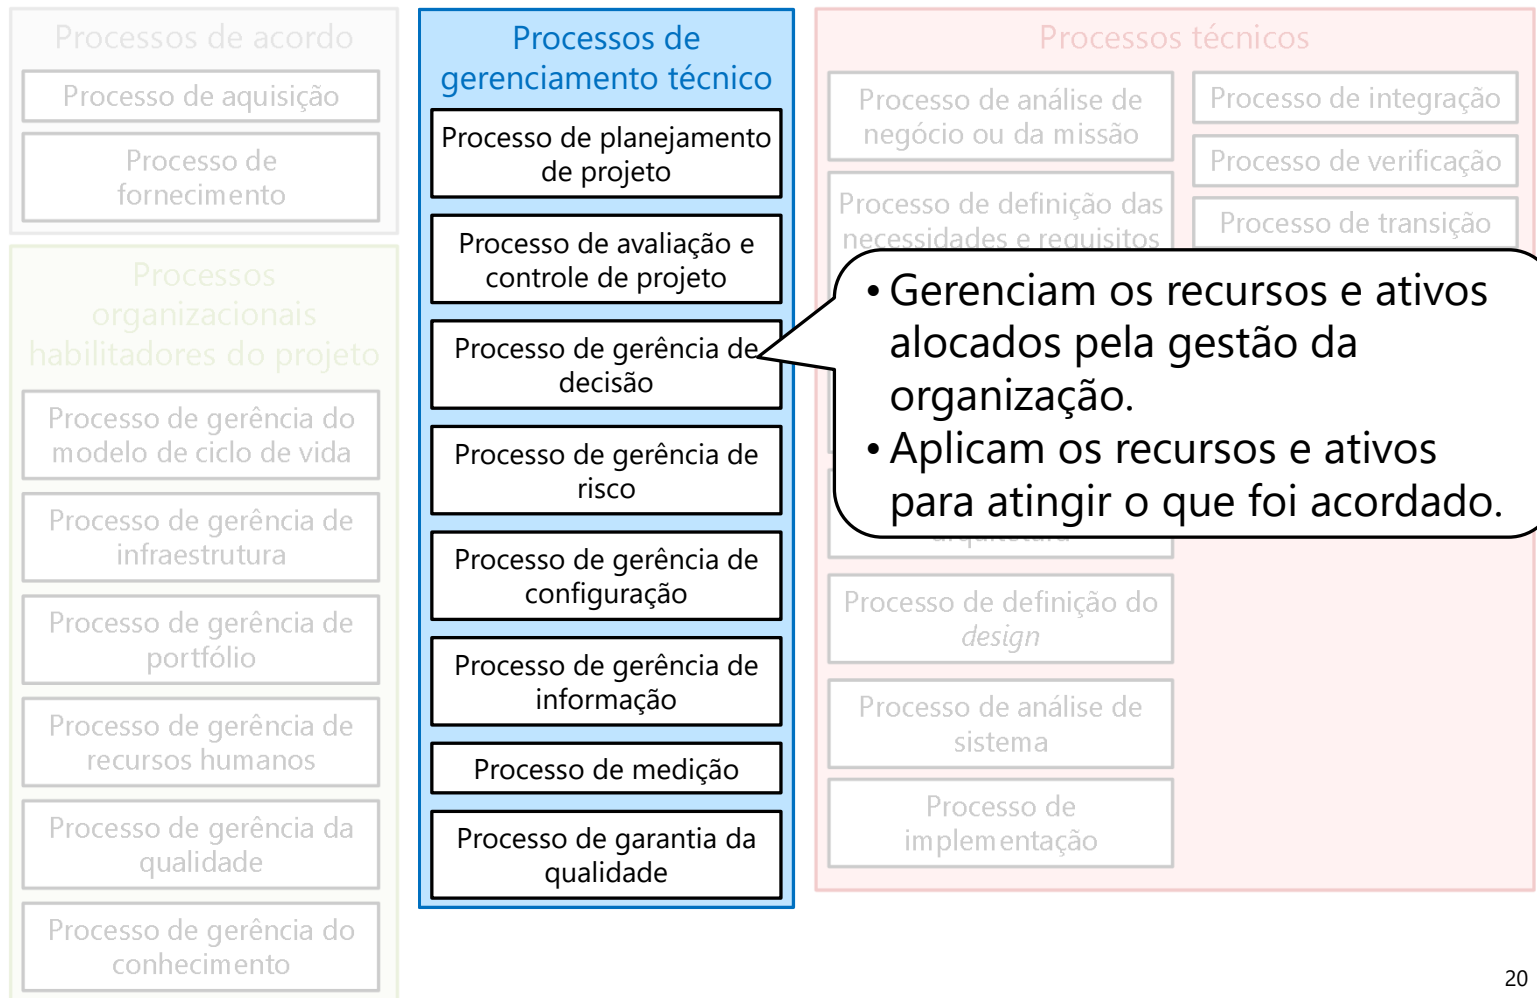 Processos de acordo
Processo de aquisição
Processo de
fornecimento
Processos
organizacionais
habilitadores do projeto
Processo de gerência do
modelo de ciclo de vida
Processo de gerência de
infraestrutura
Processo de gerência de
portfólio
Processo de gerência de
recursos humanos
Processo de gerência da
qualidade
Processo de gerência do
conhecimento
Processos de
gerenciamento técnico
Processo de planejamento
de projeto
Processo de avaliação e
controle de projeto
Processo de gerência de
decisão
Processo de gerência de
risco
Processo de gerência de
configuração
Processo de gerência de
informação
Processo de medição
Processo de garantia da
qualidade
Processos técnicos
Processo de análise de
negócio ou da missão
Processo de definição das
necessidades e requisitos
Processo de definição do
design
Processo de análise de
sistema
Processo de
implementação
Processo de integração
Processo de verificação
Processo de transição
• Gerenciam os recursos e ativos
alocados pela gestão da
organização.
• Aplicam os recursos e ativos
para atingir o que foi acordado.
20